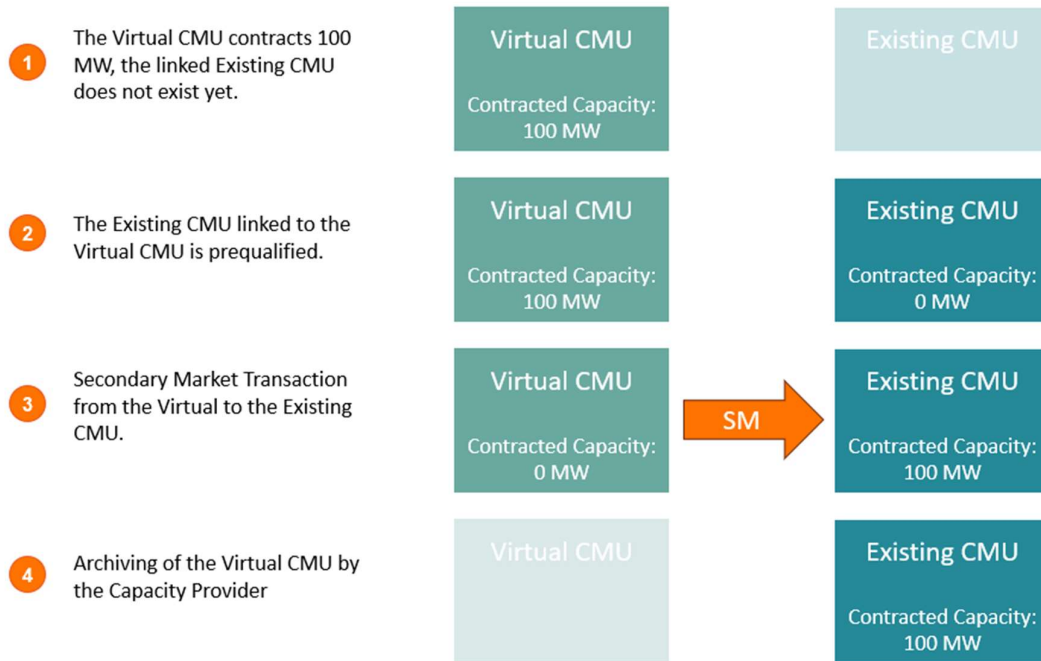 1
The Virtual CMU contracts 100
MW, the linked Existing CMU
does not exist yet.
Virtual CMU
Contracted Capacity:
100 MW
Existing CMU
2
The Existing CMU linked to the
Virtual CMU is prequalified.
Virtual CMU
Contracted Capacity:
100 MW
Existing CMU
Contracted Capacity:
0 MW
3
Secondary Market Transaction
from the Virtual to the Existing
CMU.
Virtual CMU
Contracted Capacity:
0 MW
SM
Existing CMU
Contracted Capacity:
100 MW
4
Archiving of the Virtual CMU by
the Capacity Provider
Virtual CMU
Existing CMU
Contracted Capacity:
100 MW